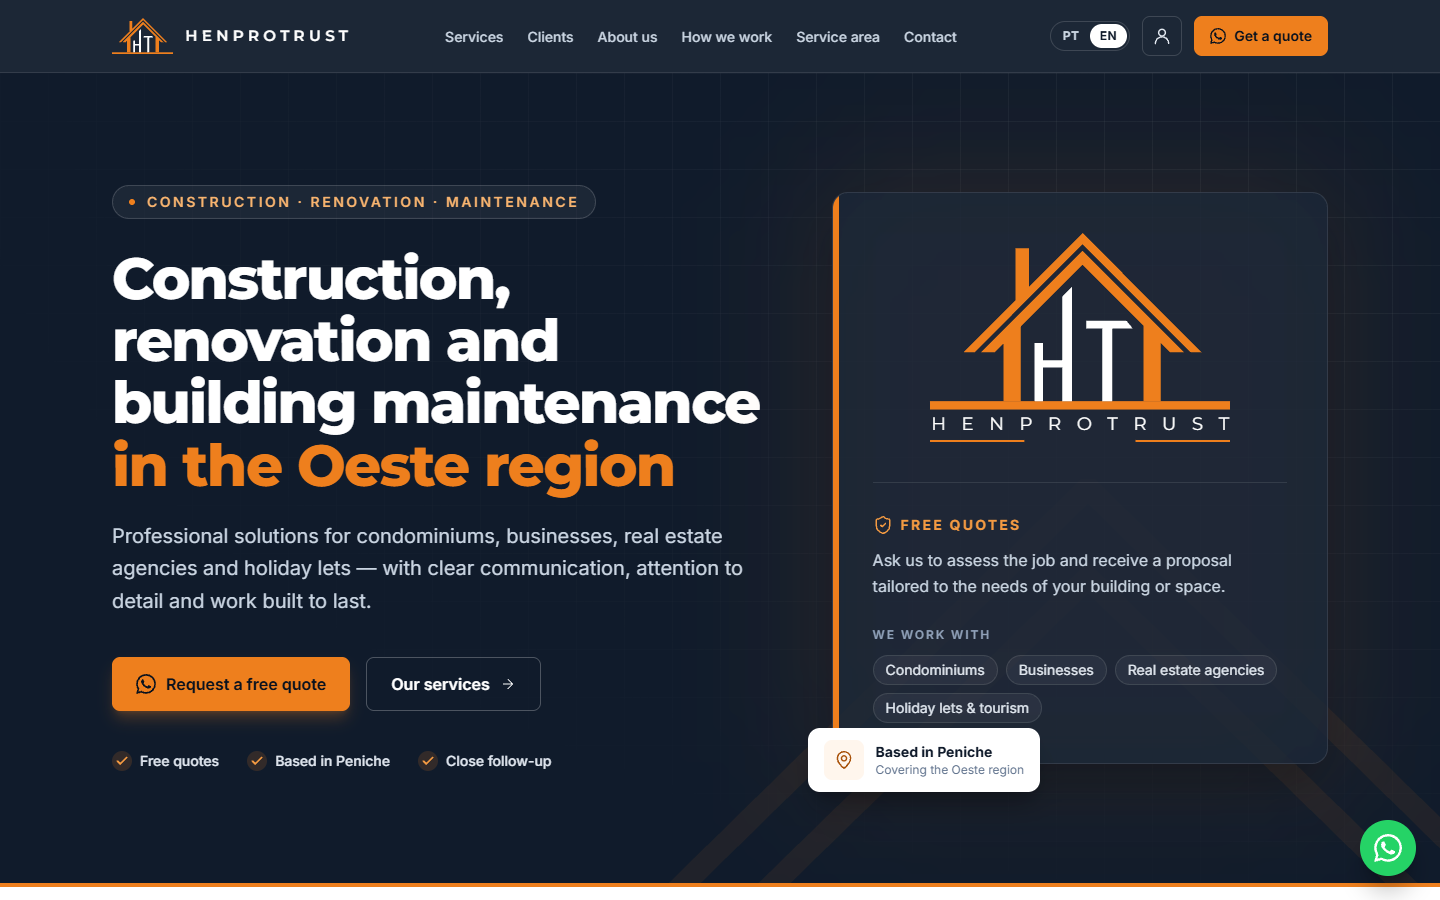 HT
HENPROTRUST
Services
Clients
About us
How we work
Service area
Contact
PT
EN
Get a quote
CONSTRUCTION · RENOVATION · MAINTENANCE
Construction,
renovation and
building maintenance
in the Oeste region
Professional solutions for condominiums, businesses, real estate
agencies and holiday lets — with clear communication, attention to
detail and work built to last.
Request a free quote
Our services
Free quotes
Based in Peniche
Close follow-up
HT
HENPROTRUST
FREE QUOTES
Ask us to assess the job and receive a proposal
tailored to the needs of your building or space.
WE WORK WITH
Condominiums
Businesses
Real estate agencies
Holiday lets & tourism
Based in Peniche
Covering the Oeste region